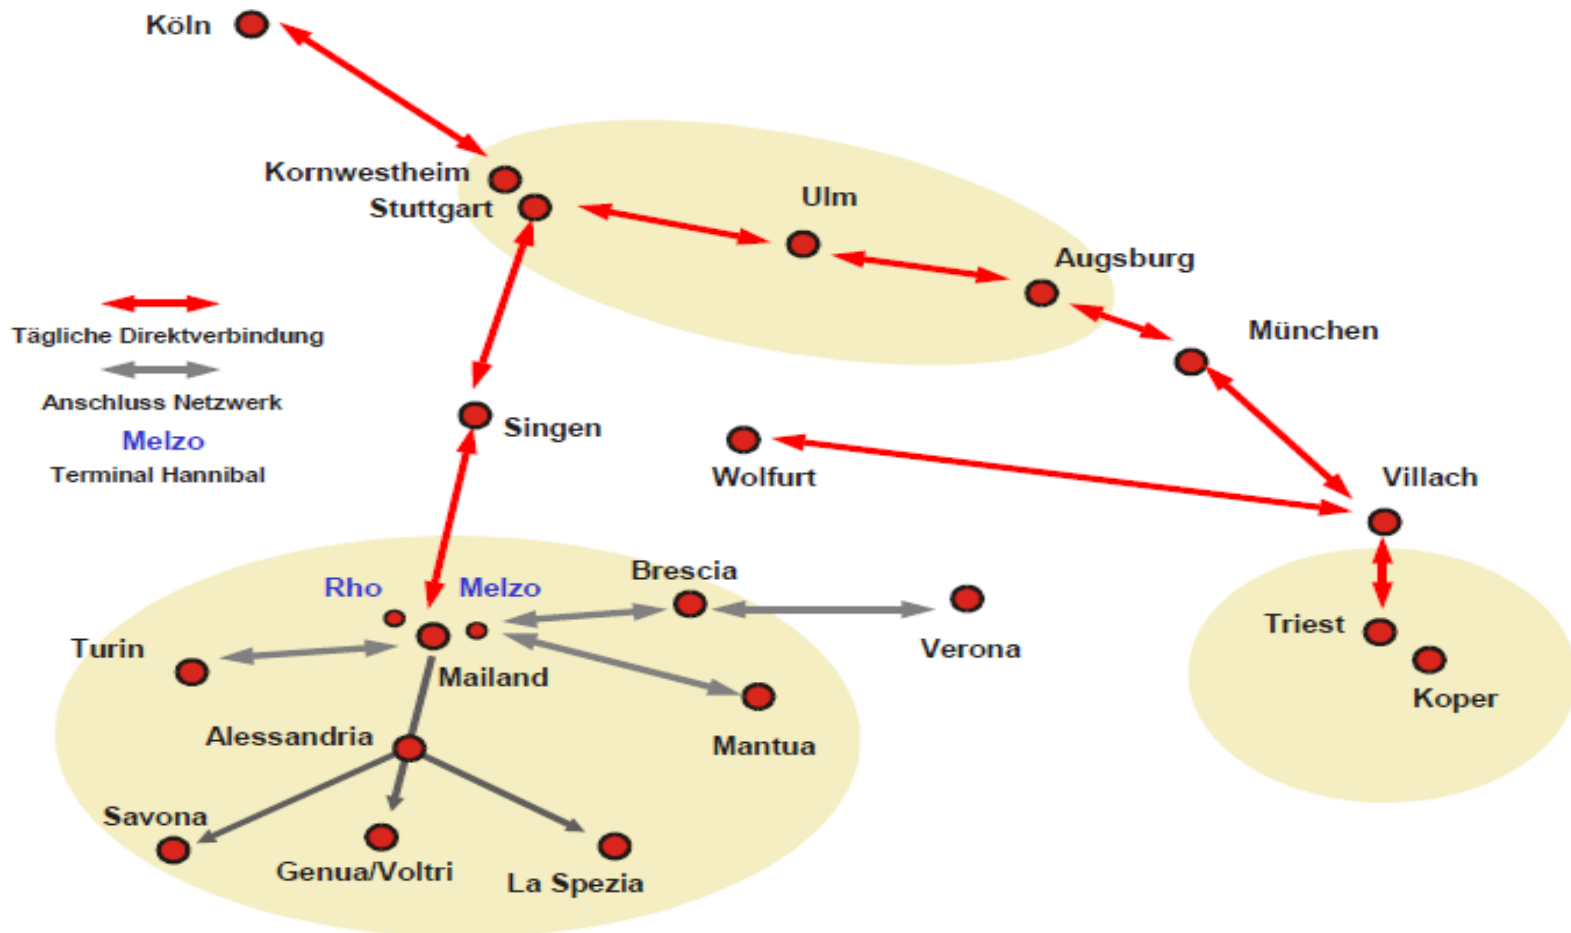 Köln
Kornwestheim
Stuttgart
Ulm
Augsburg
München
Tägliche Direktverbindung
Anschluss Netzwerk
Melzo
Terminal Hannibal
Singen
Wolfurt
Villach
Rho
Melzo
Brescia
Verona
Triest
Koper
Turin
Mailand
Alessandria
Mantua
Savona
Genua/Voltri
La Spezia